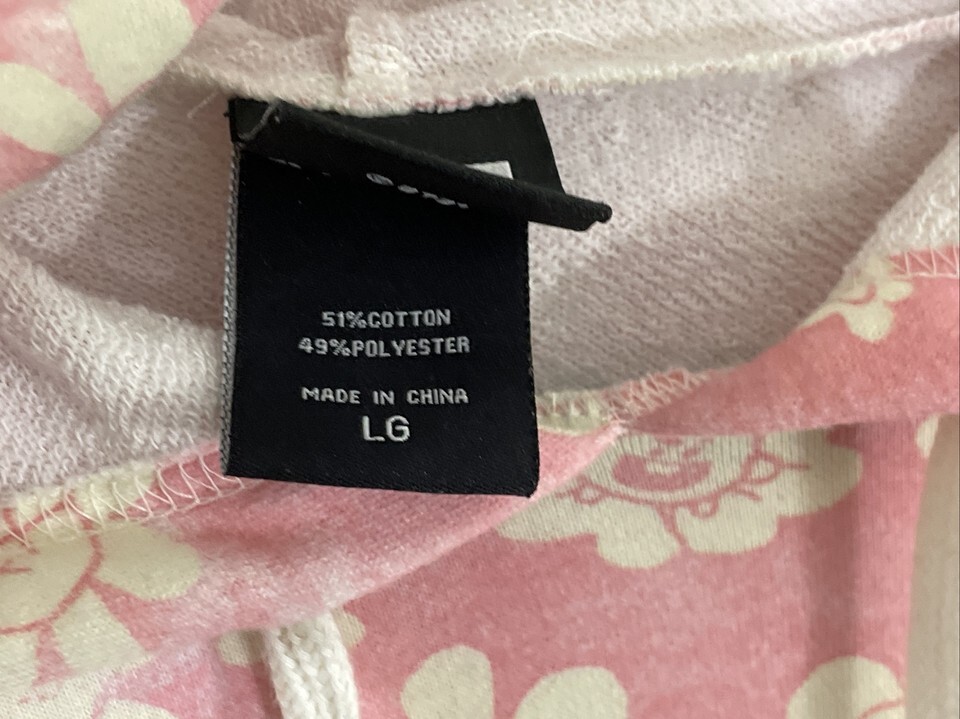 51%COTTON
49%POLYESTER
MADE IN CHINA
LG